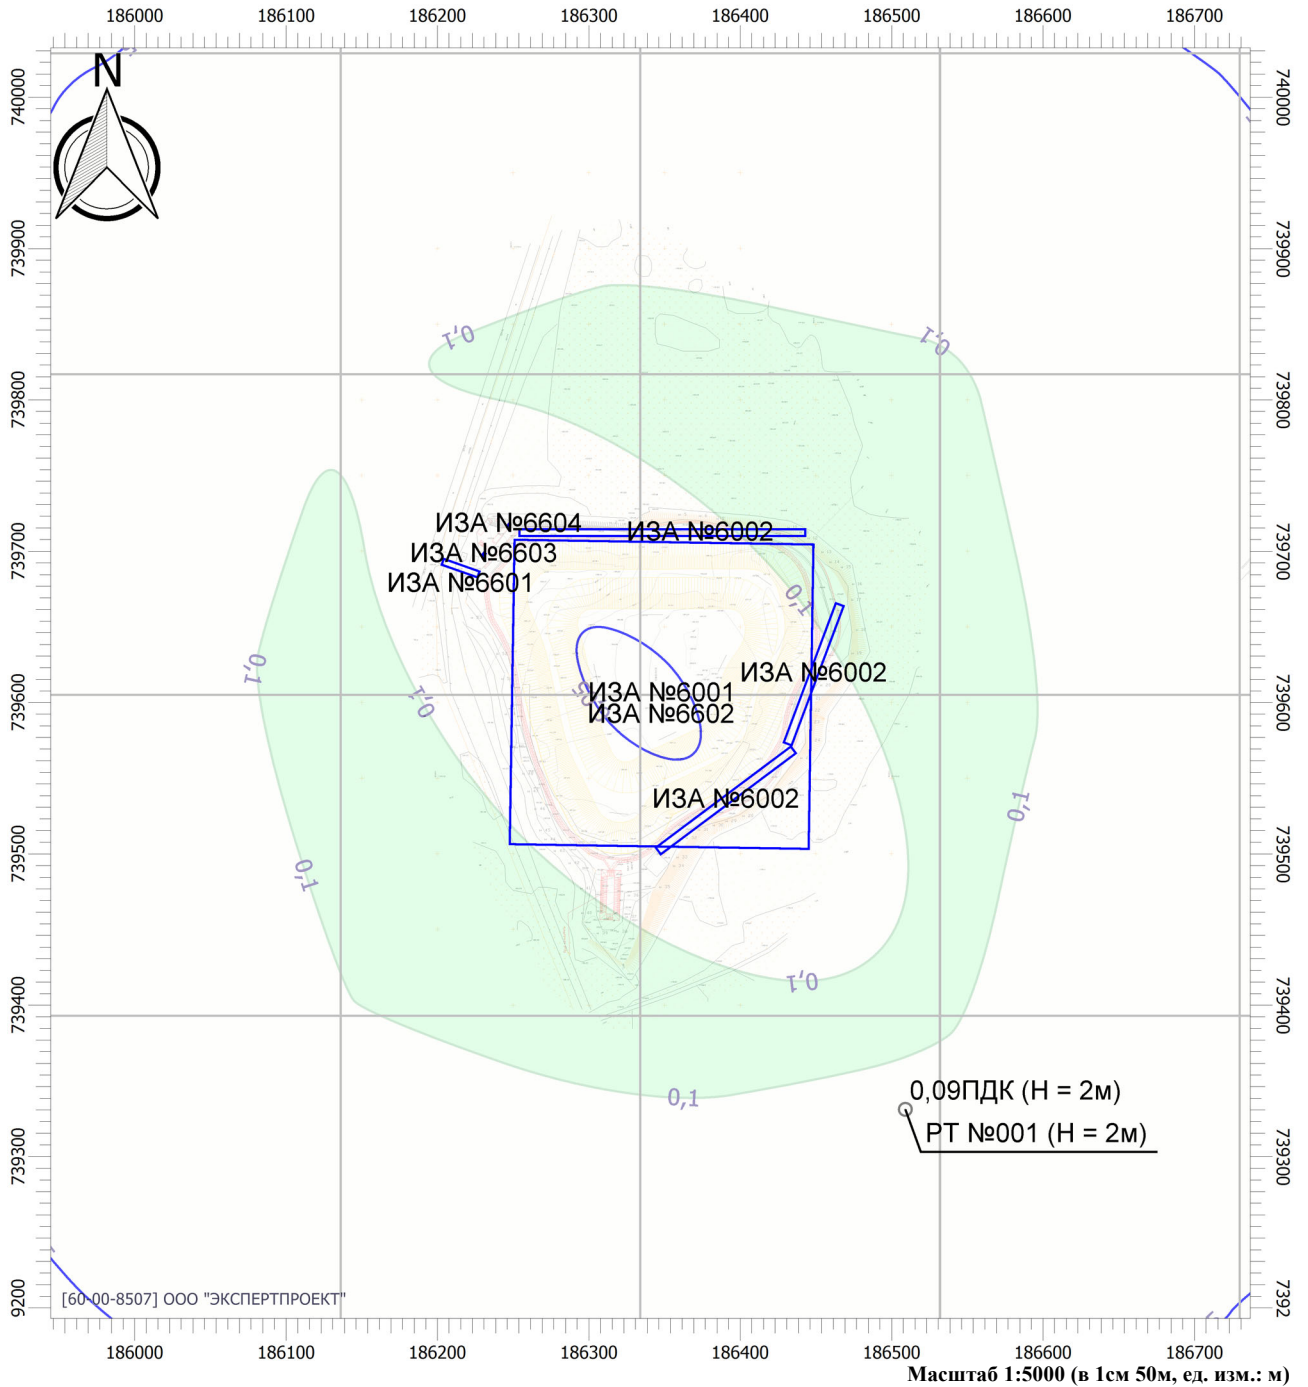 186000 186100 186200 186300 186400 186500 186600 186700
N
740000 740000
739900 739900
0,1 0,1
739800 739800
ИЗА №6604 ИЗА №6002
739700 739700
ИЗА №6603
ИЗА №6601
0,1
0,1 ИЗА №6002
0,1
739600 739600
ИЗА №6001
0,05
ИЗА №6602
ИЗА №6002
0,1
739500 739500
0,1
0,1
739400 739400
0,1
0,09ПДК (H = 2м)
РТ №001 (H = 2м)
739300 739300
9200 7392
[60-00-8507] ООО "ЭКСПЕРТПРОЕКТ"
186000 186100 186200 186300 186400 186500 186600 186700
Масштаб 1:5000 (в 1см 50м, ед. изм.: м)